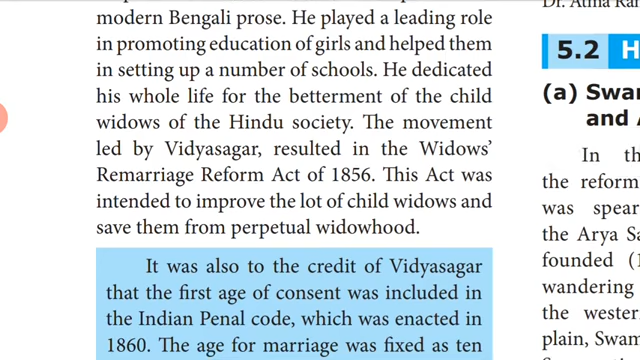 modern Bengali prose. He played a leading role
in promoting education of girls and helped them
in setting up a number of schools. He dedicated
his whole life for the betterment of the child
widows of the Hindu society. The movement
led by Vidyasagar, resulted in the Widows'
Remarriage Reform Act of 1856. This Act was
intended to improve the lot of child widows and
save them from perpetual widowhood.
It was also to the credit of Vidyasagar
that the first age of consent was included in
the Indian Penal code, which was enacted in
1860. The age for marriage was fixed as ten
5.2 H
(a) Swam
and A
In th
the reform
was spear
the Arya Sa
founded (1
wandering
the western
plain, Swam